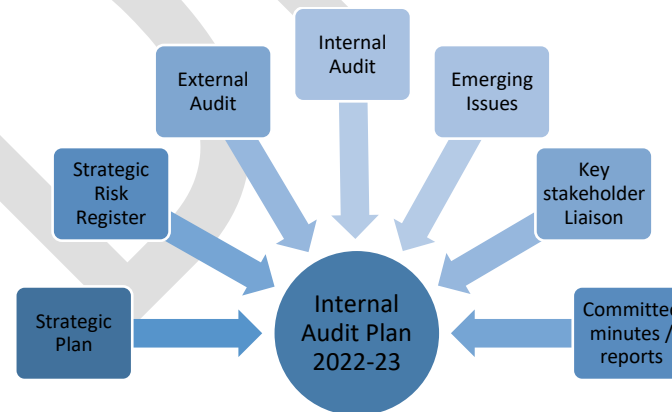 Internal
Audit
External
Audit
Emerging
Issues
Strategic
Risk
Register
Key
stakeholder
Liaison
Strategic
Plan
Internal
Audit Plan
2022-23
Committee
minutes /
reports